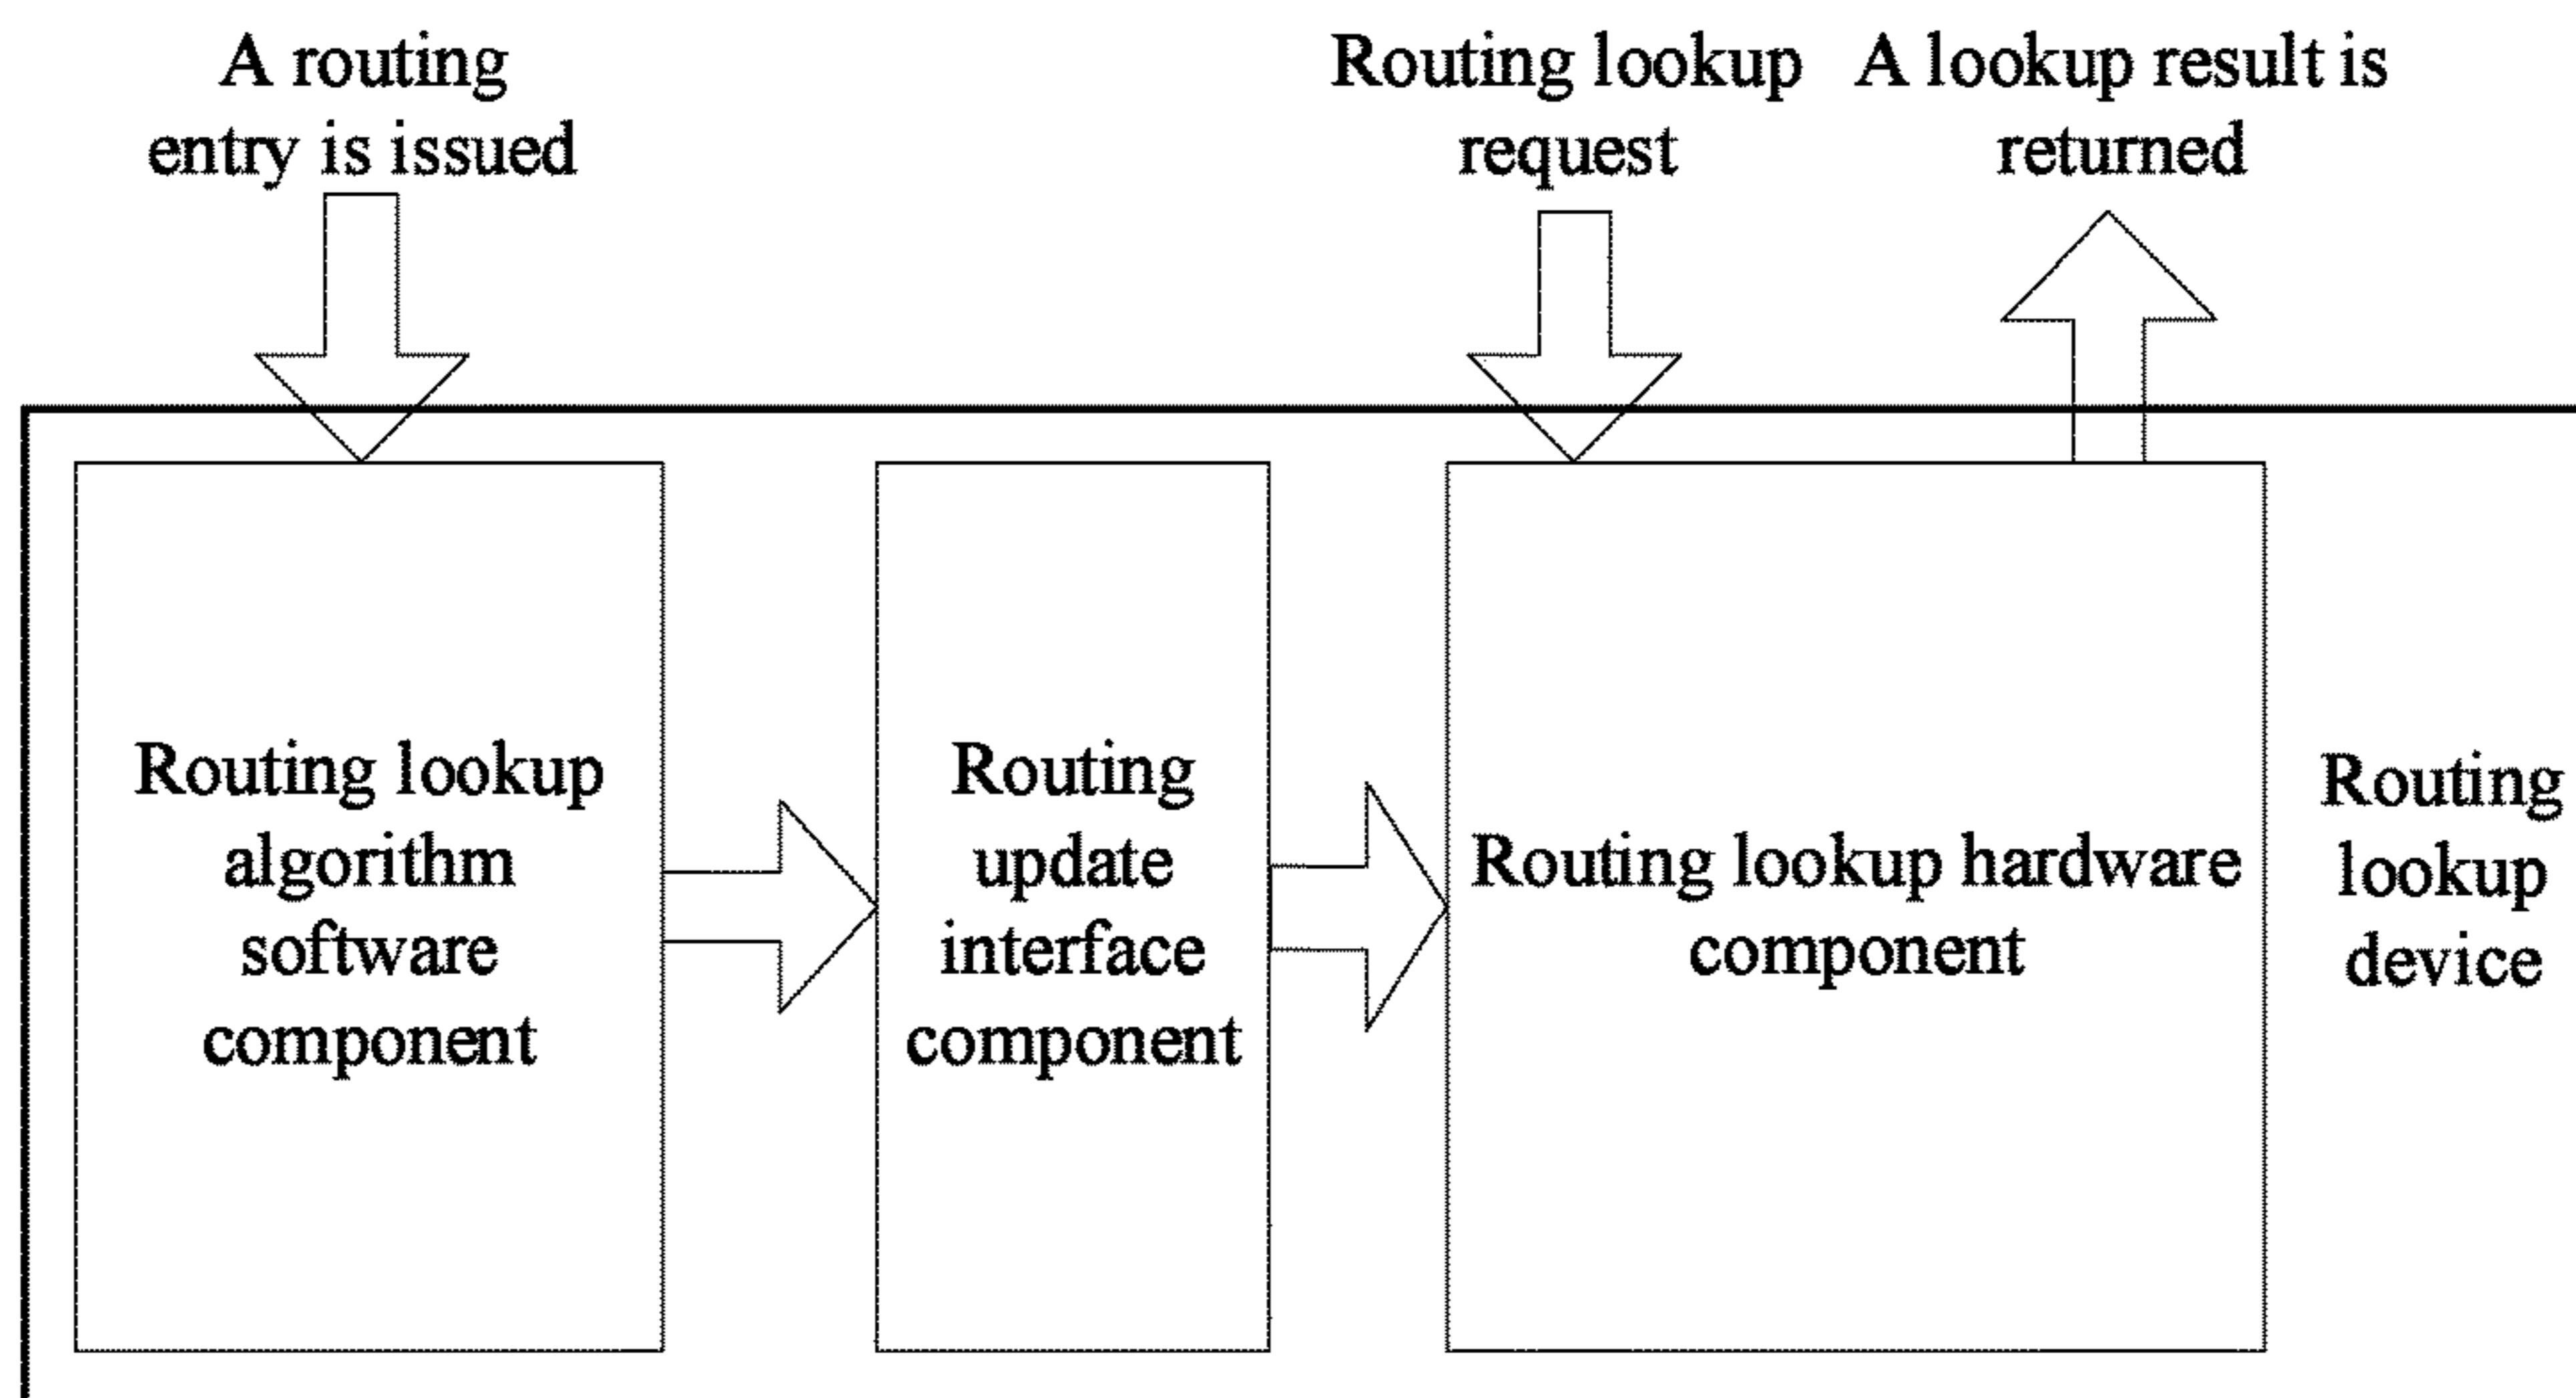 A routing
entry is issued
Routing lookup
request
A lookup result is
returned
Routing lookup
algorithm
software
component
Routing
update
interface
component
Routing lookup hardware
component
Routing
lookup
device